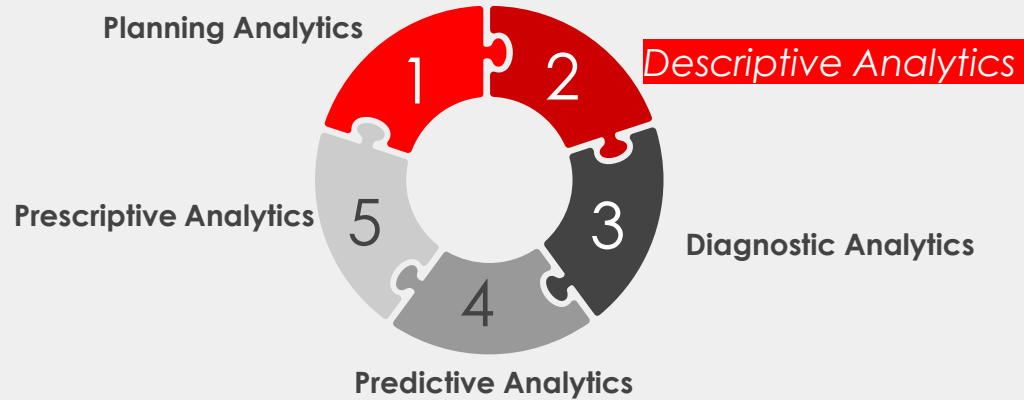 Planning Analytics
1
2
Descriptive Analytics
3
Diagnostic Analytics
4
Predictive Analytics
5
Prescriptive Analytics